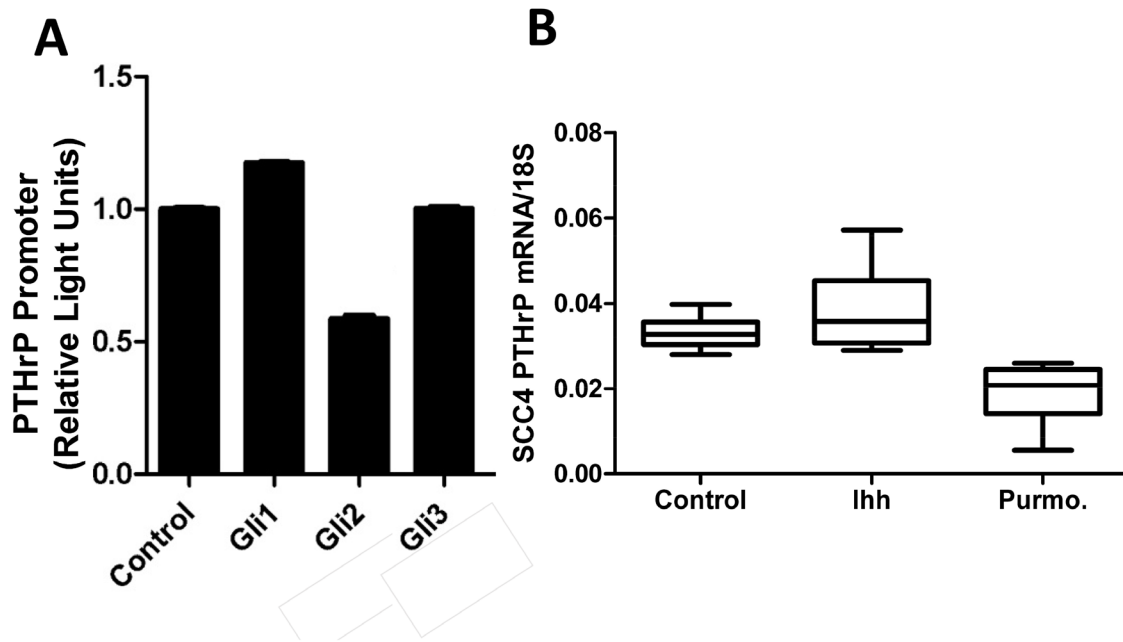 A
PTHrP Promoter
(Relative Light Units)
1.5
1.0
0.5
0.0
Control
Gli1
Gli2
Gli3
B
SCC4 PTHrP mRNA/18S
0.08
0.06
0.04
0.02
0.00
Control
Ihh
Purmo.